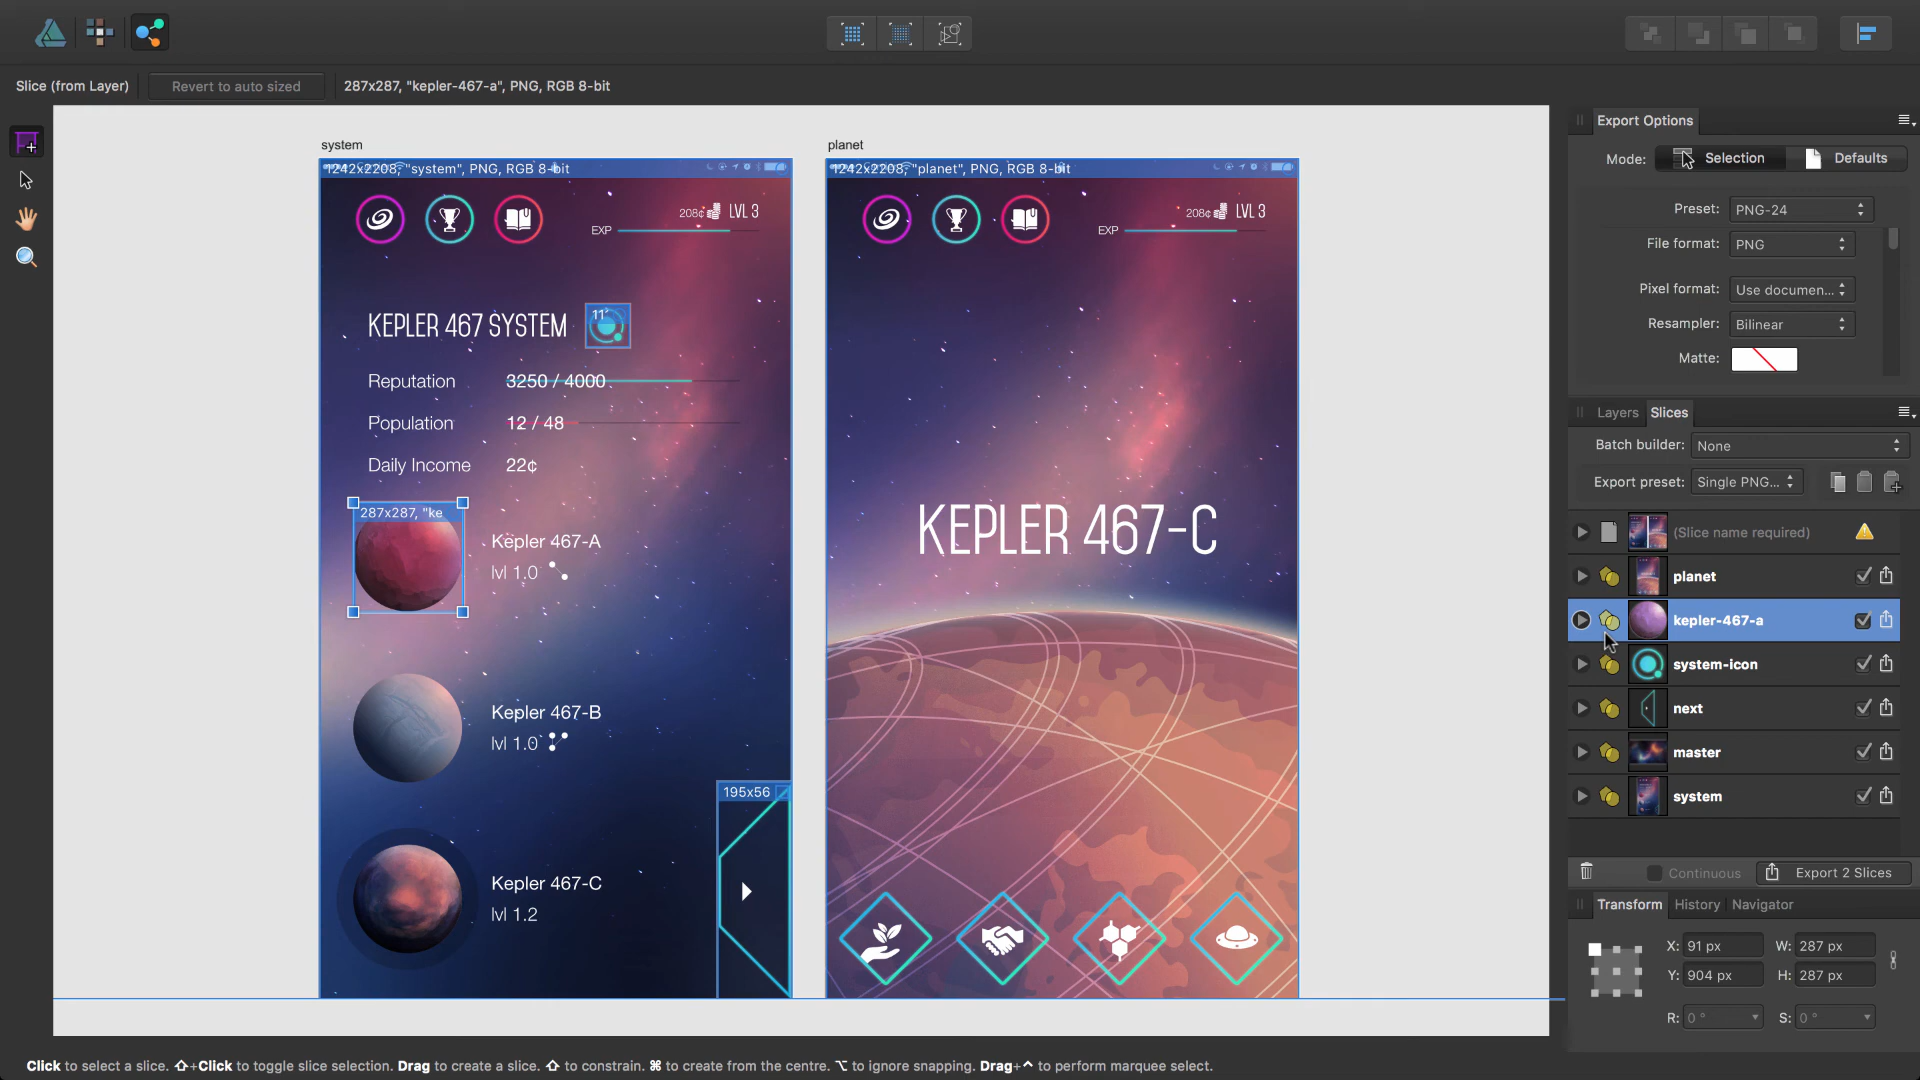 Slice (from Layer)
Revert to auto sized
287x287, "kepler-467-a", PNG, RGB 8-bit
system
1242x2208, "system", PNG, RGB 8-bit
208¢
LVL 3
EXP
KEPLER 467 SYSTEM
11
Reputation
3250 / 4000
Population
12 / 48
Daily Income
22¢
287x287, "ke
Kepler 467-A
lvl 1.0
Kepler 467-B
lvl 1.0
195x56
Kepler 467-C
lvl 1.2
planet
1242x2208, "planet", PNG, RGB 8-bit
208¢
LVL 3
EXP
KEPLER 467-C
Export Options
Mode:
Selection
Defaults
Preset:
PNG-24
File format:
PNG
Pixel format:
Use documen...
Resampler:
Bilinear
Matte:
Layers
Slices
Batch builder:
None
Export preset:
Single PNG...
(Slice name required)
planet
kepler-467-a
system-icon
next
master
system
Continuous
Export 2 Slices
Transform
History
Navigator
X: 91 px
W: 287 px
Y: 904 px
H: 287 px
R: 0 °
S: 0 °
Click to select a slice. ⇧+Click to toggle slice selection. Drag to create a slice. ⇧ to constrain. ⌘ to create from the centre. ⌥ to ignore snapping. Drag+⌃ to perform marquee select.